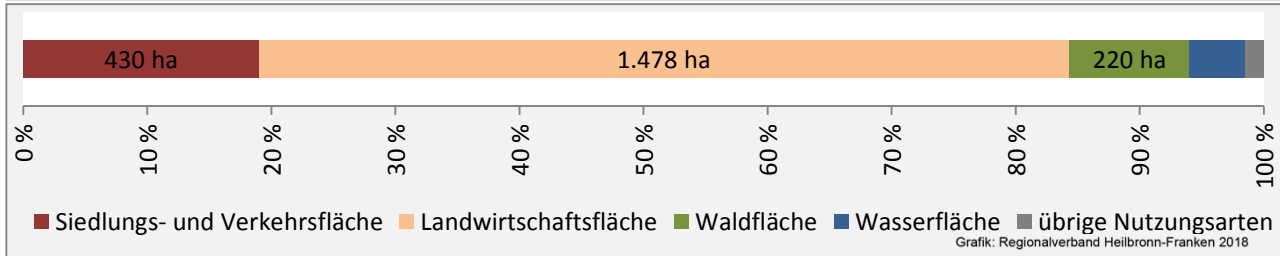 430 ha 1.478 ha 220 ha
0 % 10 % 20 % 30 % 40 % 50 % 60 % 70 % 80 % 90 % 100 %
Siedlungs- und Verkehrsfläche Landwirtschaftsfläche Waldfläche Wasserfläche übrige Nutzungsarten
Grafik: Regionalverband Heilbronn-Franken 2018